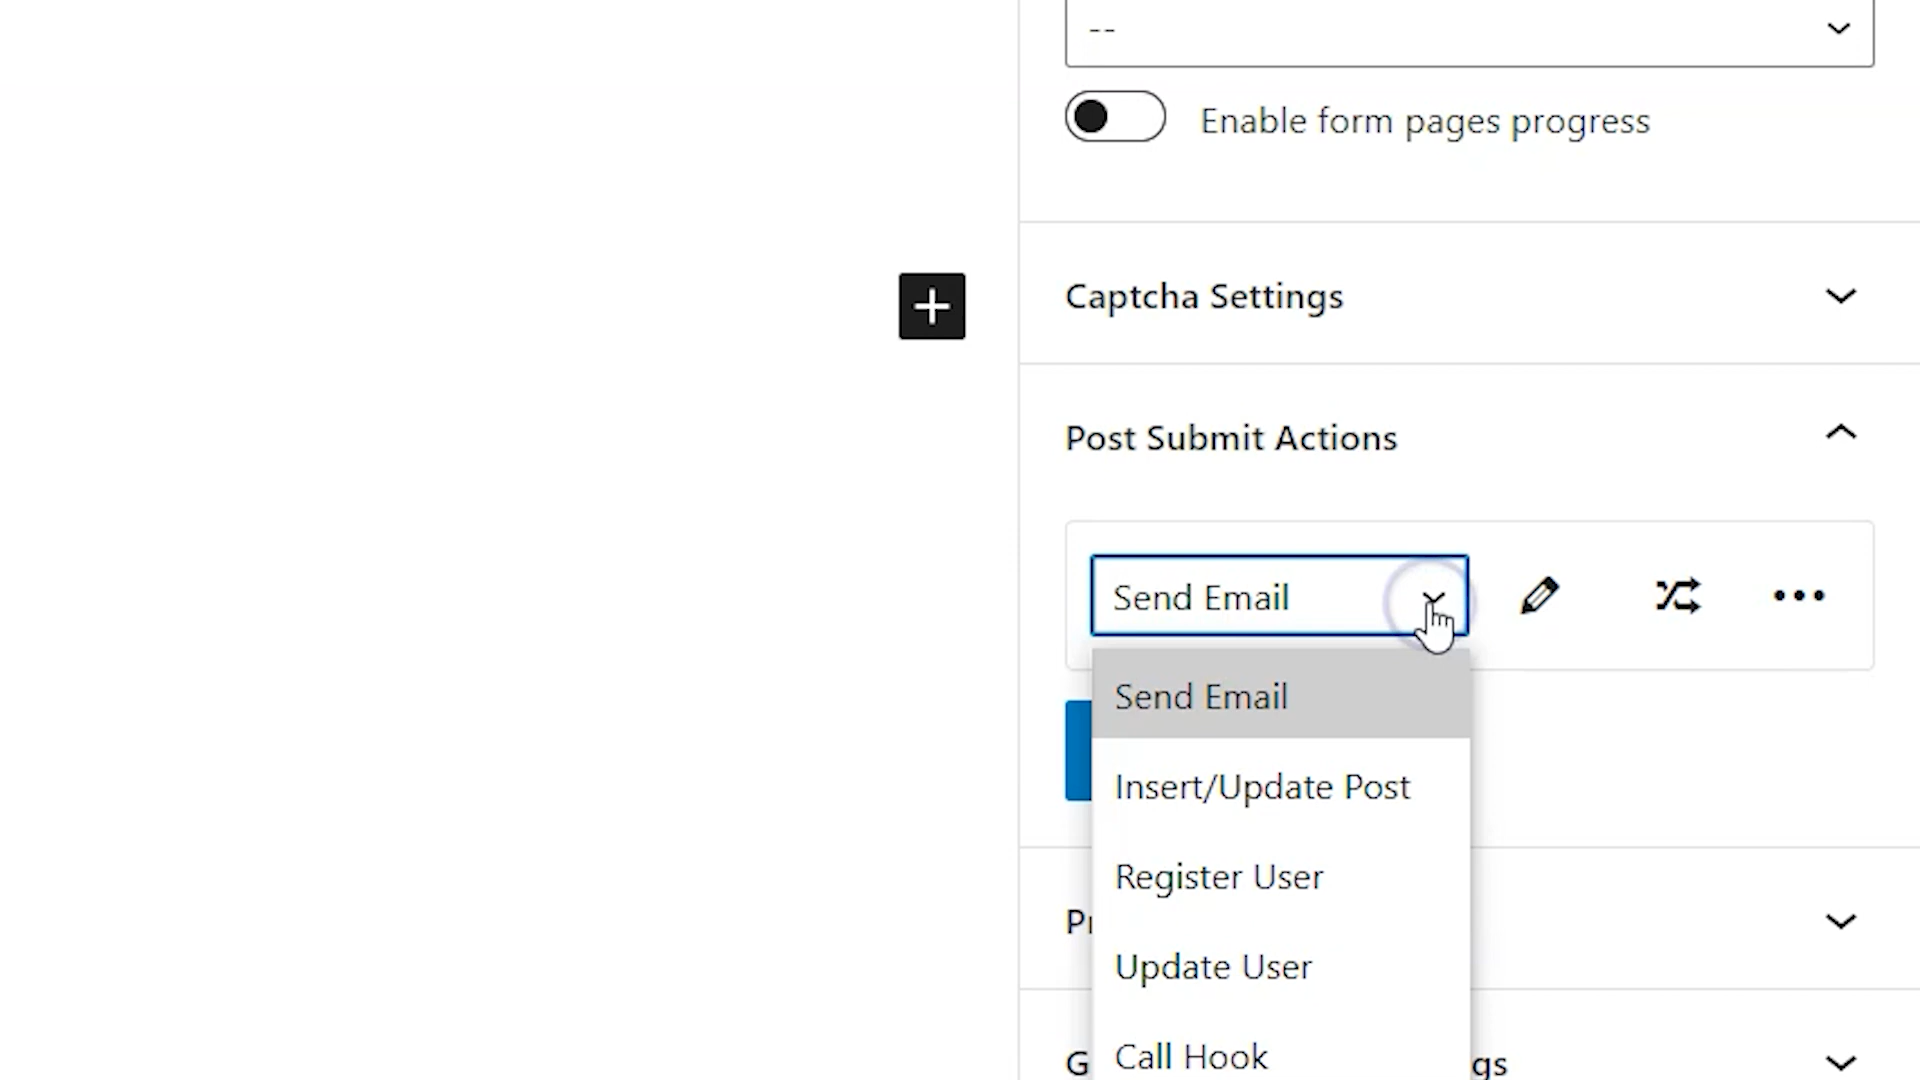 --
Enable form pages progress
Captcha Settings
Post Submit Actions
Send Email
Send Email
Insert/Update Post
Register User
Update User
Call Hook